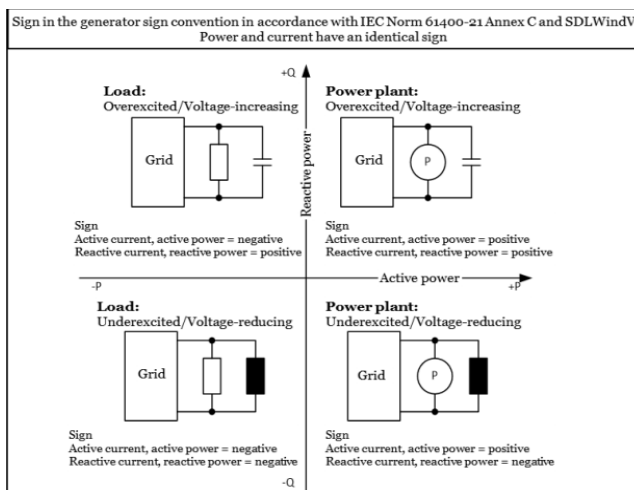 Sign in the generator sign convention in accordance with IEC Norm 61400-21 Annex C and SDLWindV
Power and current have an identical sign
+Q
Load:
Overexcited/Voltage-increasing
Grid
Sign
Active current, active power = negative
Reactive current, reactive power = positive
Reactive power
Power plant:
Overexcited/Voltage-increasing
Grid
P
Sign
Active current, active power = positive
Reactive current, reactive power = positive
-P
Active power
+P
Load:
Underexcited/Voltage-reducing
Grid
Sign
Active current, active power = negative
Reactive current, reactive power = negative
Power plant:
Underexcited/Voltage-reducing
Grid
P
Sign
Active current, active power = positive
Reactive current, reactive power = negative
-Q